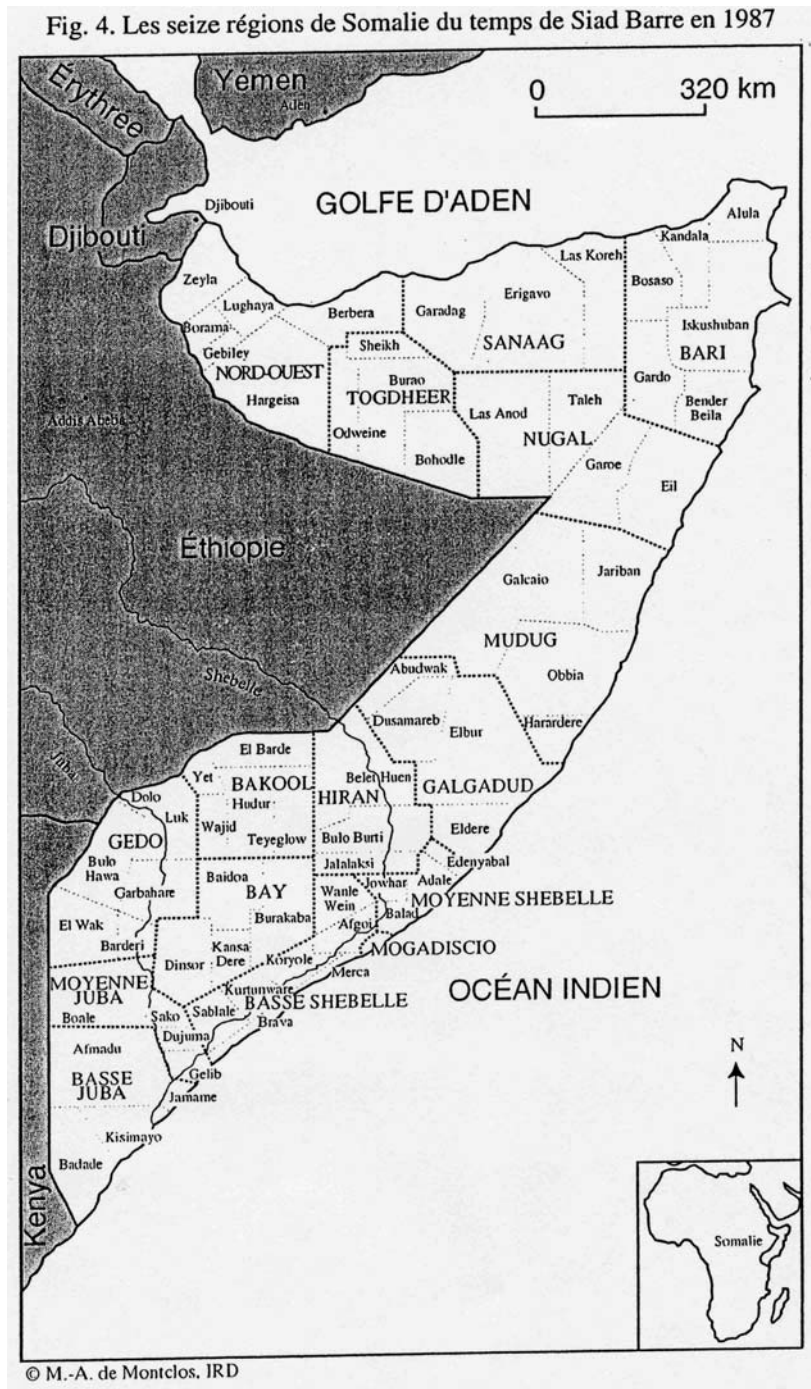 Fig. 4. Les seize régions de Somalie du temps de Siad Barre en 1987
Yémen
Aden
Érythrée
0 320 km
GOLFE D'ADEN
Djibouti
Djibouti
Alula
Kandala
Las Koreh
Bosaso
Zeyla
Lughaya
Berbera
Garadag
Erigavo
Borama
Sheikh
SANAAG
Iskushuban
Gebiley
BARI
NORD-OUEST
Burao
TOGDHEER
Gardo
Hargeisa
Taleh
Las Anod
Bender
Beila
Addis Abeba
Odweine
NUGAL
Bohodle
Garoe
Eil
Éthiopie
Galcaio
Jariban
MUDUG
Shebelle
Abudwak
Obbia
Dusamareb
Harardere
Elbur
Juba
El Barde
Yet
BAKOOL
Belet Huen
Dolo
HIRAN
GALGADUD
Hudur
Luk
Wajid
Teyeglow
Bulo Burti
Eldere
GEDO
Bulo
Hawa
Jalalaksi
Edenyabal
Baidoa
Jowhar
Adale
Garbahare
BAY
Wanle
Wein
MOYENNE SHEBELLE
Burakaba
Balad
El Wak
Afgoi
Barderi
Kansa
Dere
MOGADISCIO
Dinsor
Koryole
Merca
MOYENNE
JUBA
Kurtunware
OCÉAN INDIEN
BASSE SHEBELLE
Boale
Sako
Sablale
Brava
Dujuma
Afmadu
N
Gelib
BASSE
JUBA
Jamame
Kisimayo
Badade
Kenya
Somalie
© M.-A. de Montclos, IRD